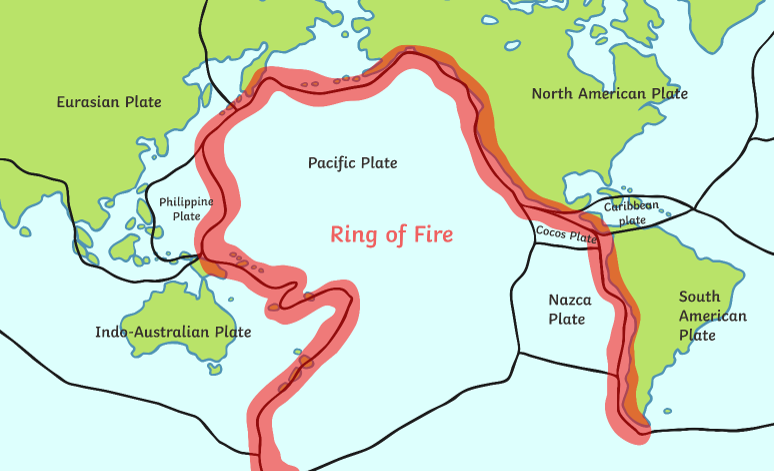 Eurasian Plate
North American Plate
Pacific Plate
Philippine
Plate
Caribbean
plate
Ring of Fire
Cocos Plate
Nazca
Plate
South
American
Plate
Indo-Australian Plate